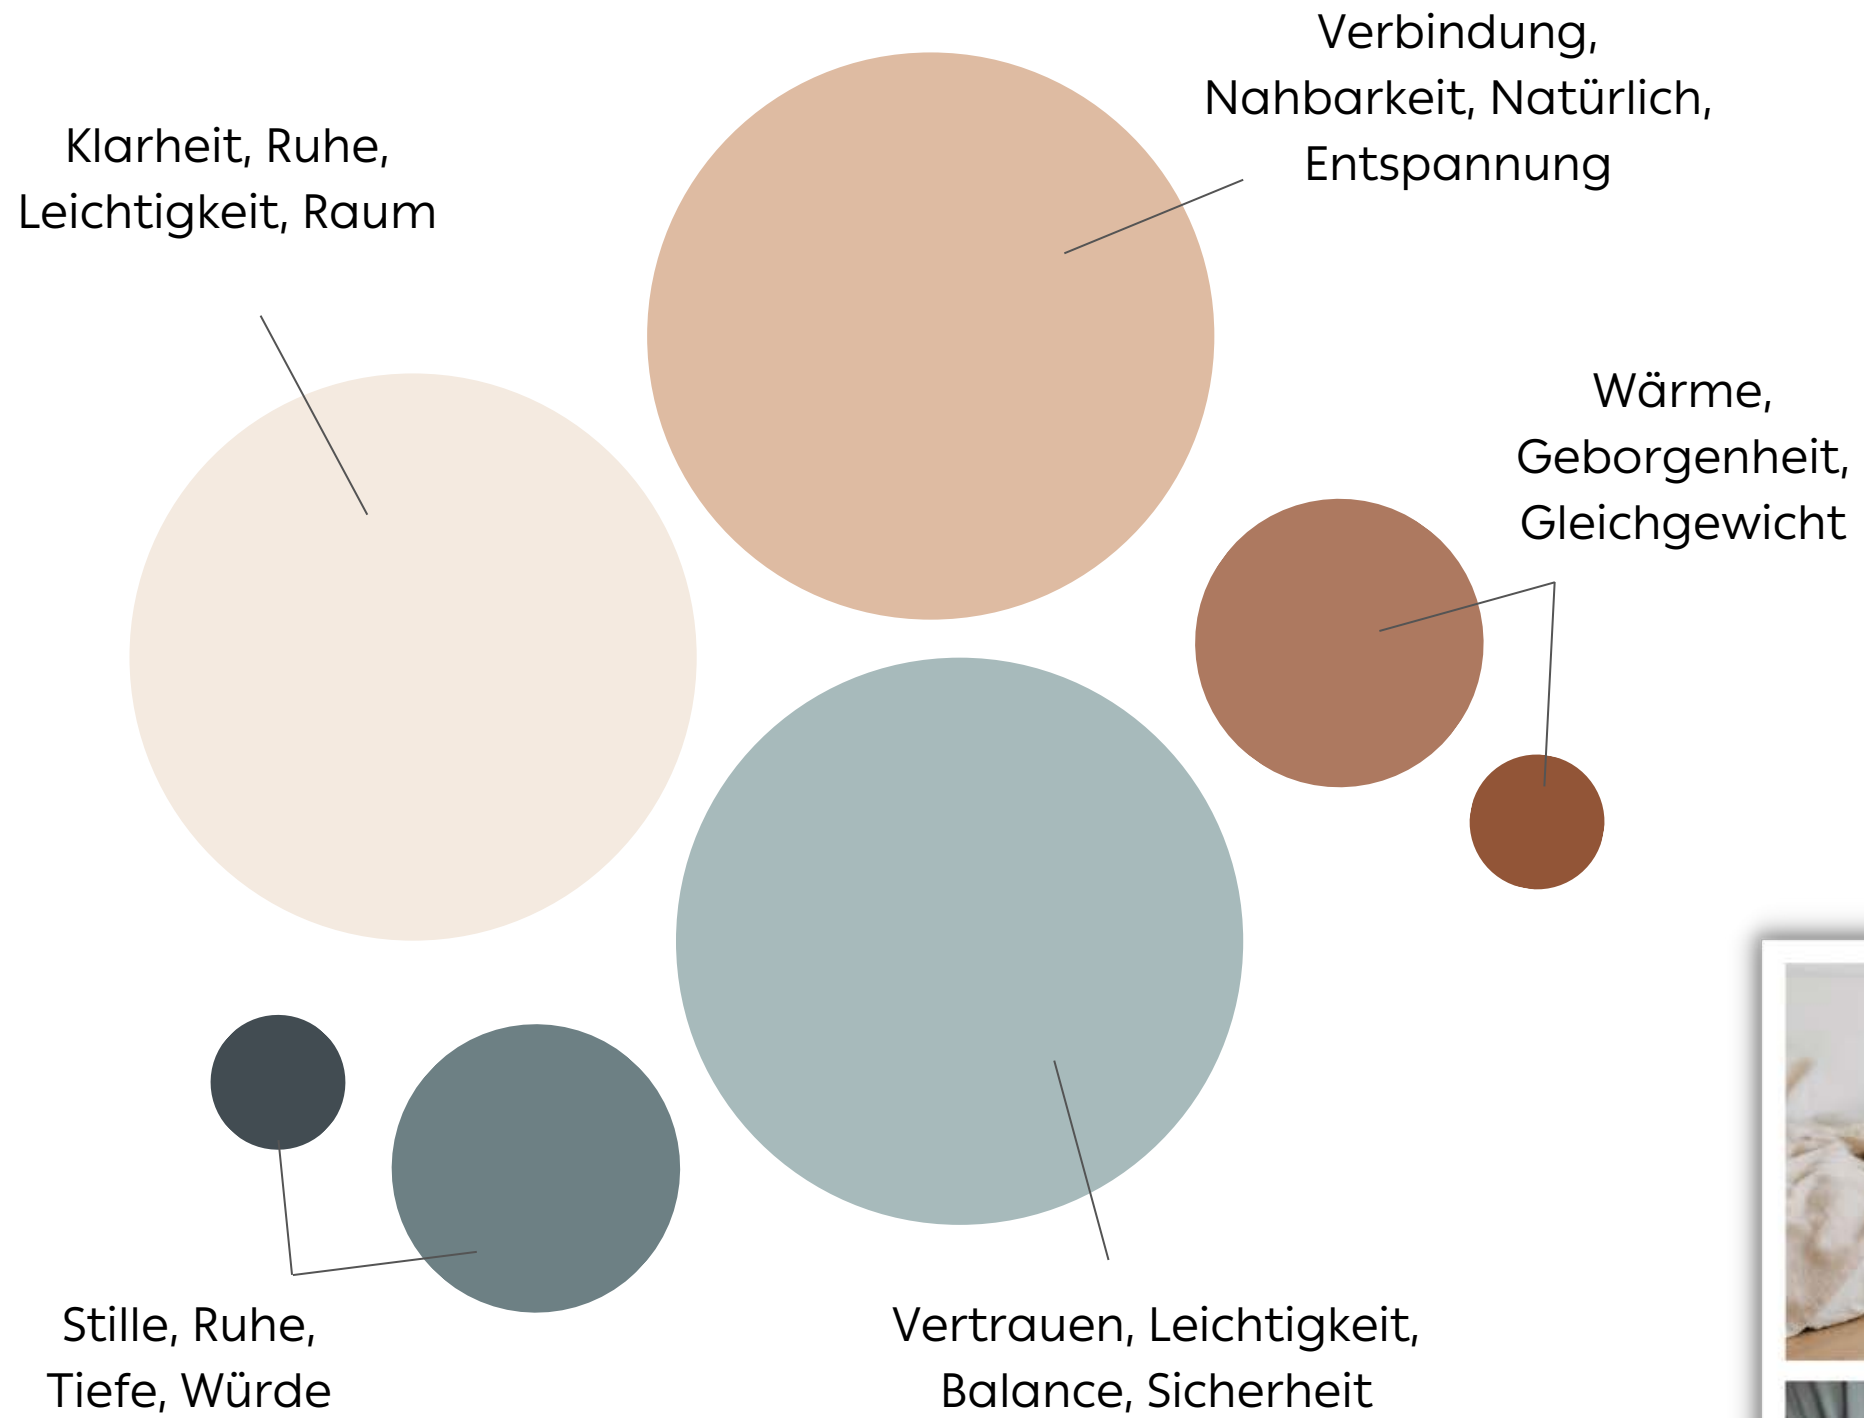 Verbindung,
Nahbarkeit, Natürlich,
Entspannung
Klarheit, Ruhe,
Leichtigkeit, Raum
Wärme,
Geborgenheit,
Gleichgewicht
Stille, Ruhe,
Tiefe, Würde
Vertrauen, Leichtigkeit,
Balance, Sicherheit